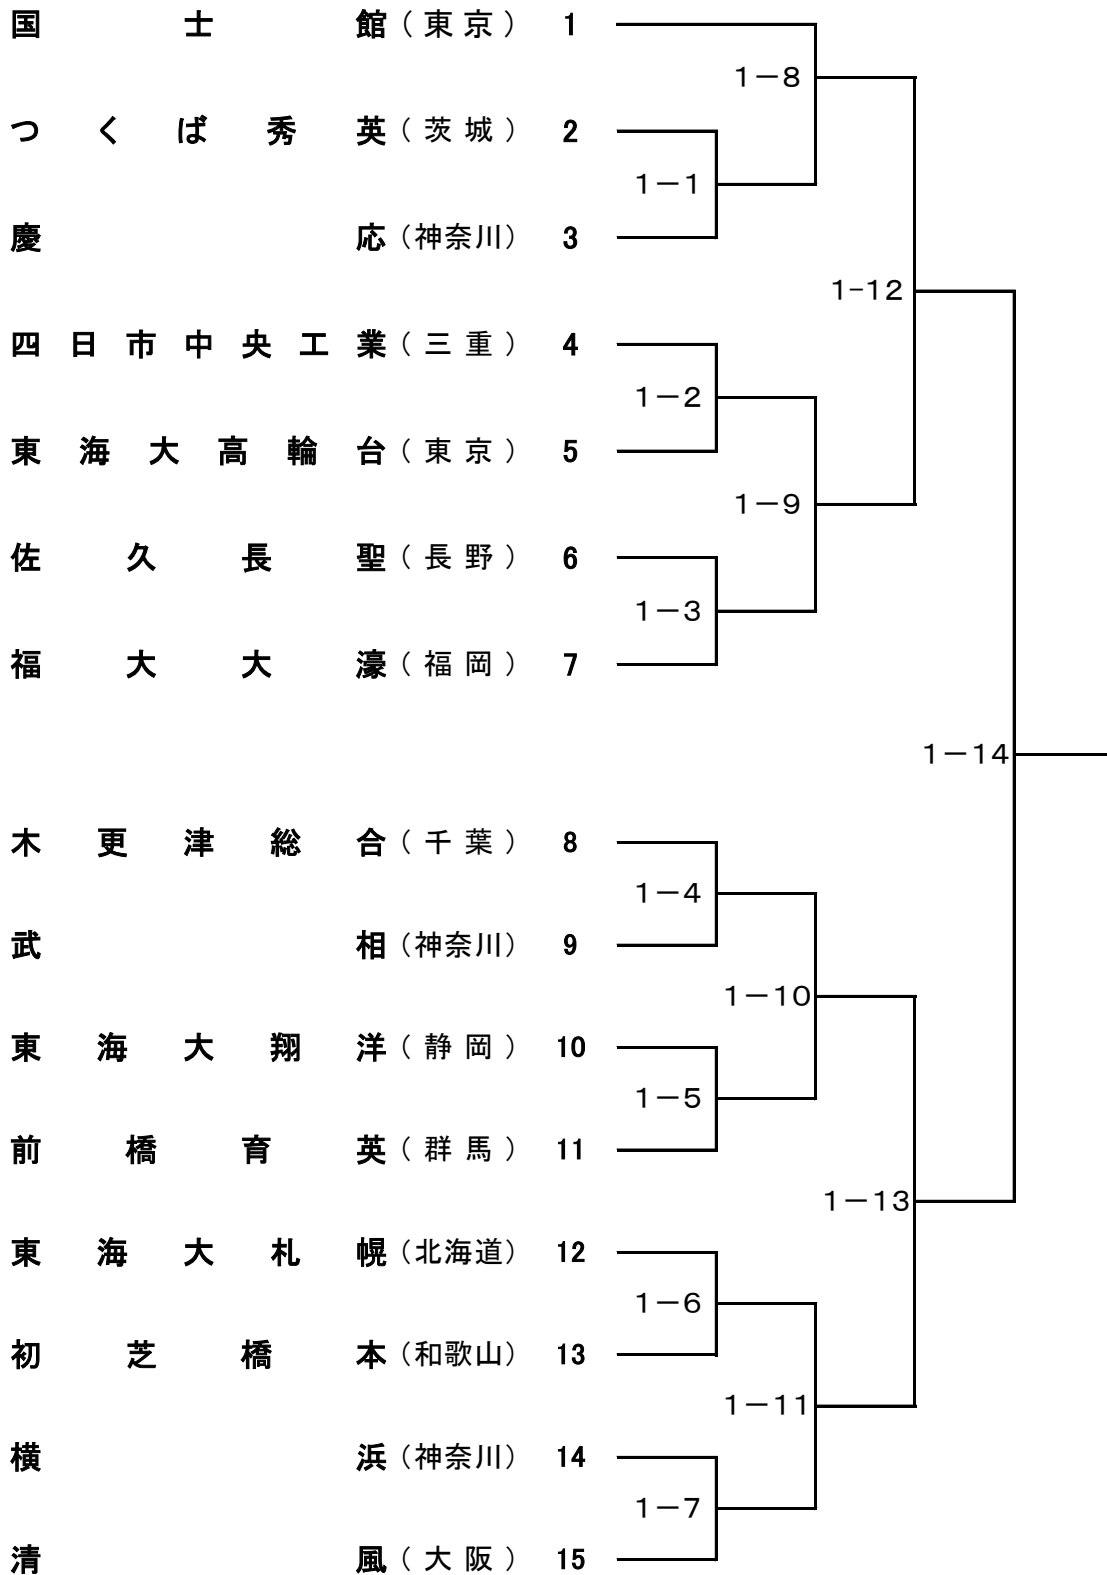 国士館（東京） 1
1－8
つくば秀英（茨城） 2
1－1
慶応（神奈川） 3
1-12
四日市中央工業（三重） 4
1－2
東海大高輪台（東京） 5
1－9
佐久長聖（長野） 6
1－3
福大大濠（福岡） 7
1－14
木更津総合（千葉） 8
1－4
武相（神奈川） 9
1－10
東海大翔洋（静岡） 10
1－5
前橋育英（群馬） 11
1－13
東海大札幌（北海道） 12
1－6
初芝橋本（和歌山） 13
1－11
横浜（神奈川） 14
1－7
清風（大阪） 15